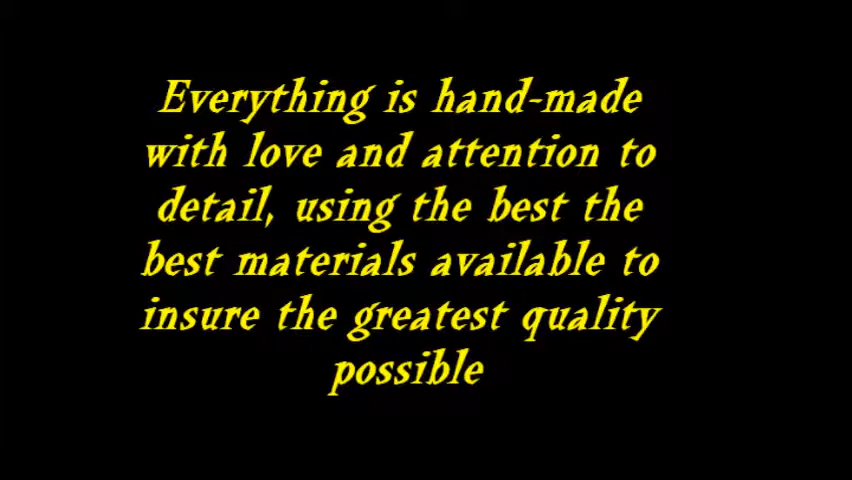 Everything is hand-made
with love and attention to
detail, using the best the
best materials available to
insure the greatest quality
possible